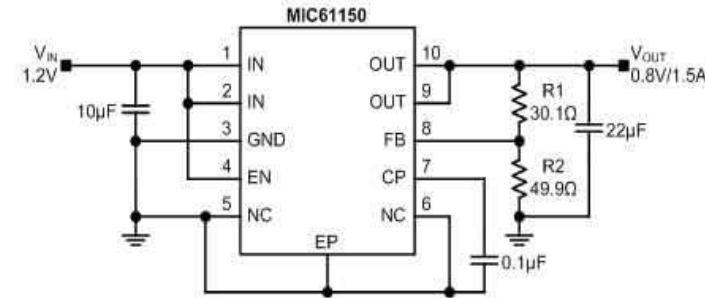 MIC61150
V_IN
1.2V
10µF
1
IN
2
IN
3
GND
4
EN
5
NC
EP
10
OUT
9
OUT
8
FB
7
CP
6
NC
R1
30.1Ω
R2
49.9Ω
V_OUT
0.8V/1.5A
22µF
0.1µF